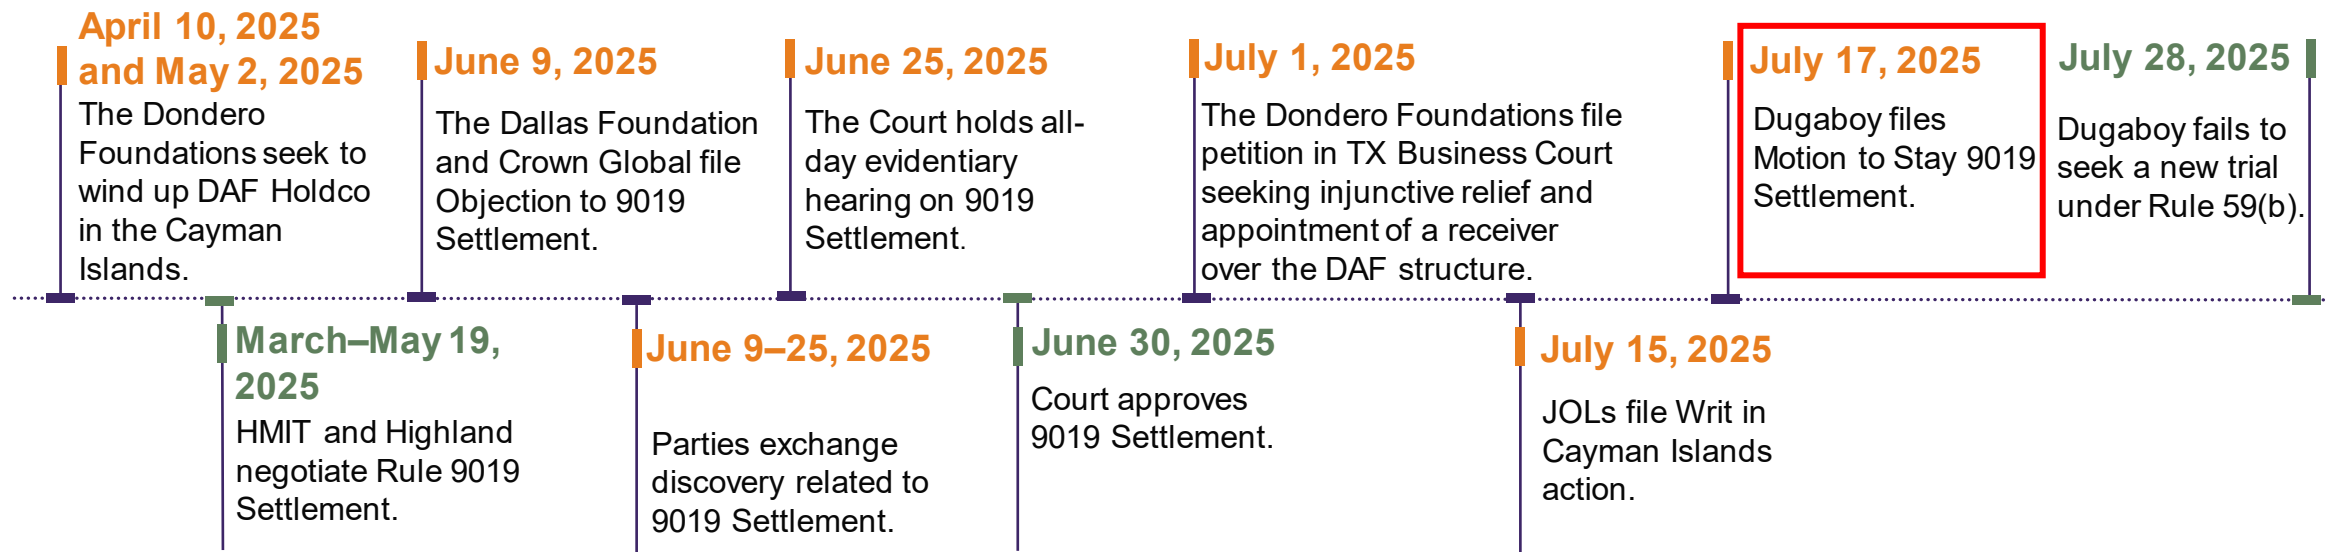 April 10, 2025
and May 2, 2025
The Dondero
Foundations seek to
wind up DAF Holdco
in the Cayman
Islands.
March–May 19,
2025
HMIT and Highland
negotiate Rule 9019
Settlement.
June 9, 2025
The Dallas Foundation
and Crown Global file
Objection to 9019
Settlement.
June 9–25, 2025
Parties exchange
discovery related to
9019 Settlement.
June 25, 2025
The Court holds all-
day evidentiary
hearing on 9019
Settlement.
June 30, 2025
Court approves
9019 Settlement.
July 1, 2025
The Dondero Foundations file
petition in TX Business Court
seeking injunctive relief and
appointment of a receiver
over the DAF structure.
July 15, 2025
JOLs file Writ in
Cayman Islands
action.
July 17, 2025
Dugaboy files
Motion to Stay 9019
Settlement.
July 28, 2025
Dugaboy fails to
seek a new trial
under Rule 59(b).